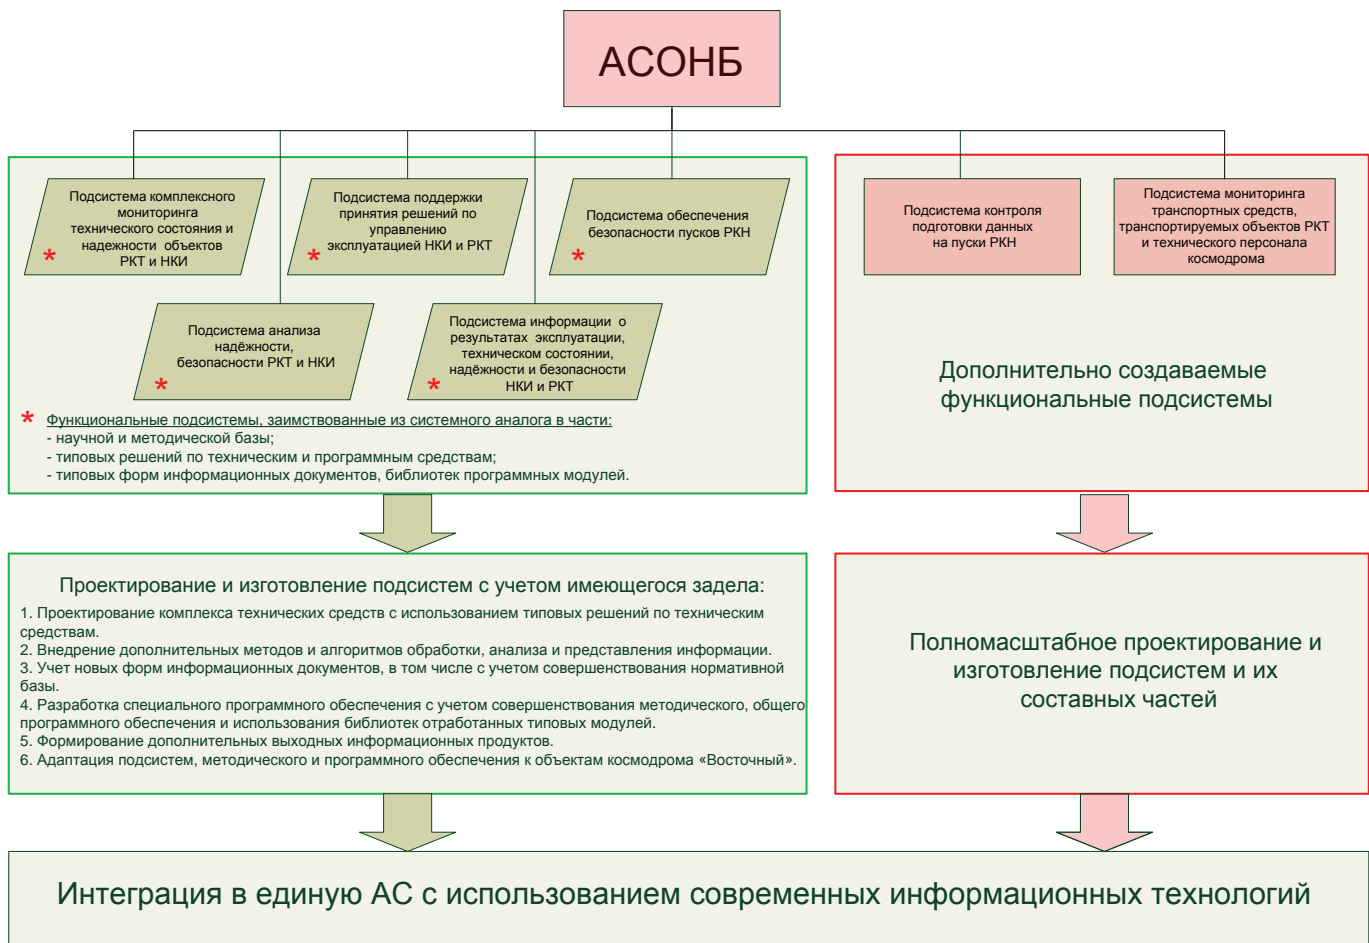 АСОНБ
Подсистема комплексного
мониторинга
технического состояния и
надежности объектов
РКТ и НКИ
*
Подсистема поддержки
принятия решений по
управлению
эксплуатацией НКИ и РКТ
*
Подсистема обеспечения
безопасности пусков РКН
*
Подсистема анализа
надёжности,
безопасности РКТ и НКИ
*
Подсистема информации о
результатах эксплуатации,
техническом состоянии,
надёжности и безопасности
НКИ и РКТ
*
* Функциональные подсистемы, заимствованные из системного аналога в части:
- научной и методической базы;
- типовых решений по техническим и программным средствам;
- типовых форм информационных документов, библиотек программных модулей.
Подсистема контроля
подготовки данных
на пуски РКН
Подсистема мониторинга
транспортных средств,
транспортируемых объектов РКТ
и технического персонала
космодрома
Дополнительно создаваемые
функциональные подсистемы
Проектирование и изготовление подсистем с учетом имеющегося задела:
1. Проектирование комплекса технических средств с использованием типовых решений по техническим
средствам.
2. Внедрение дополнительных методов и алгоритмов обработки, анализа и представления информации.
3. Учет новых форм информационных документов, в том числе с учетом совершенствования нормативной
базы.
4. Разработка специального программного обеспечения с учетом совершенствования методического, общего
программного обеспечения и использования библиотек отработанных типовых модулей.
5. Формирование дополнительных выходных информационных продуктов.
6. Адаптация подсистем, методического и программного обеспечения к объектам космодрома «Восточный».
Полномасштабное проектирование и
изготовление подсистем и их
составных частей
Интеграция в единую АС с использованием современных информационных технологий